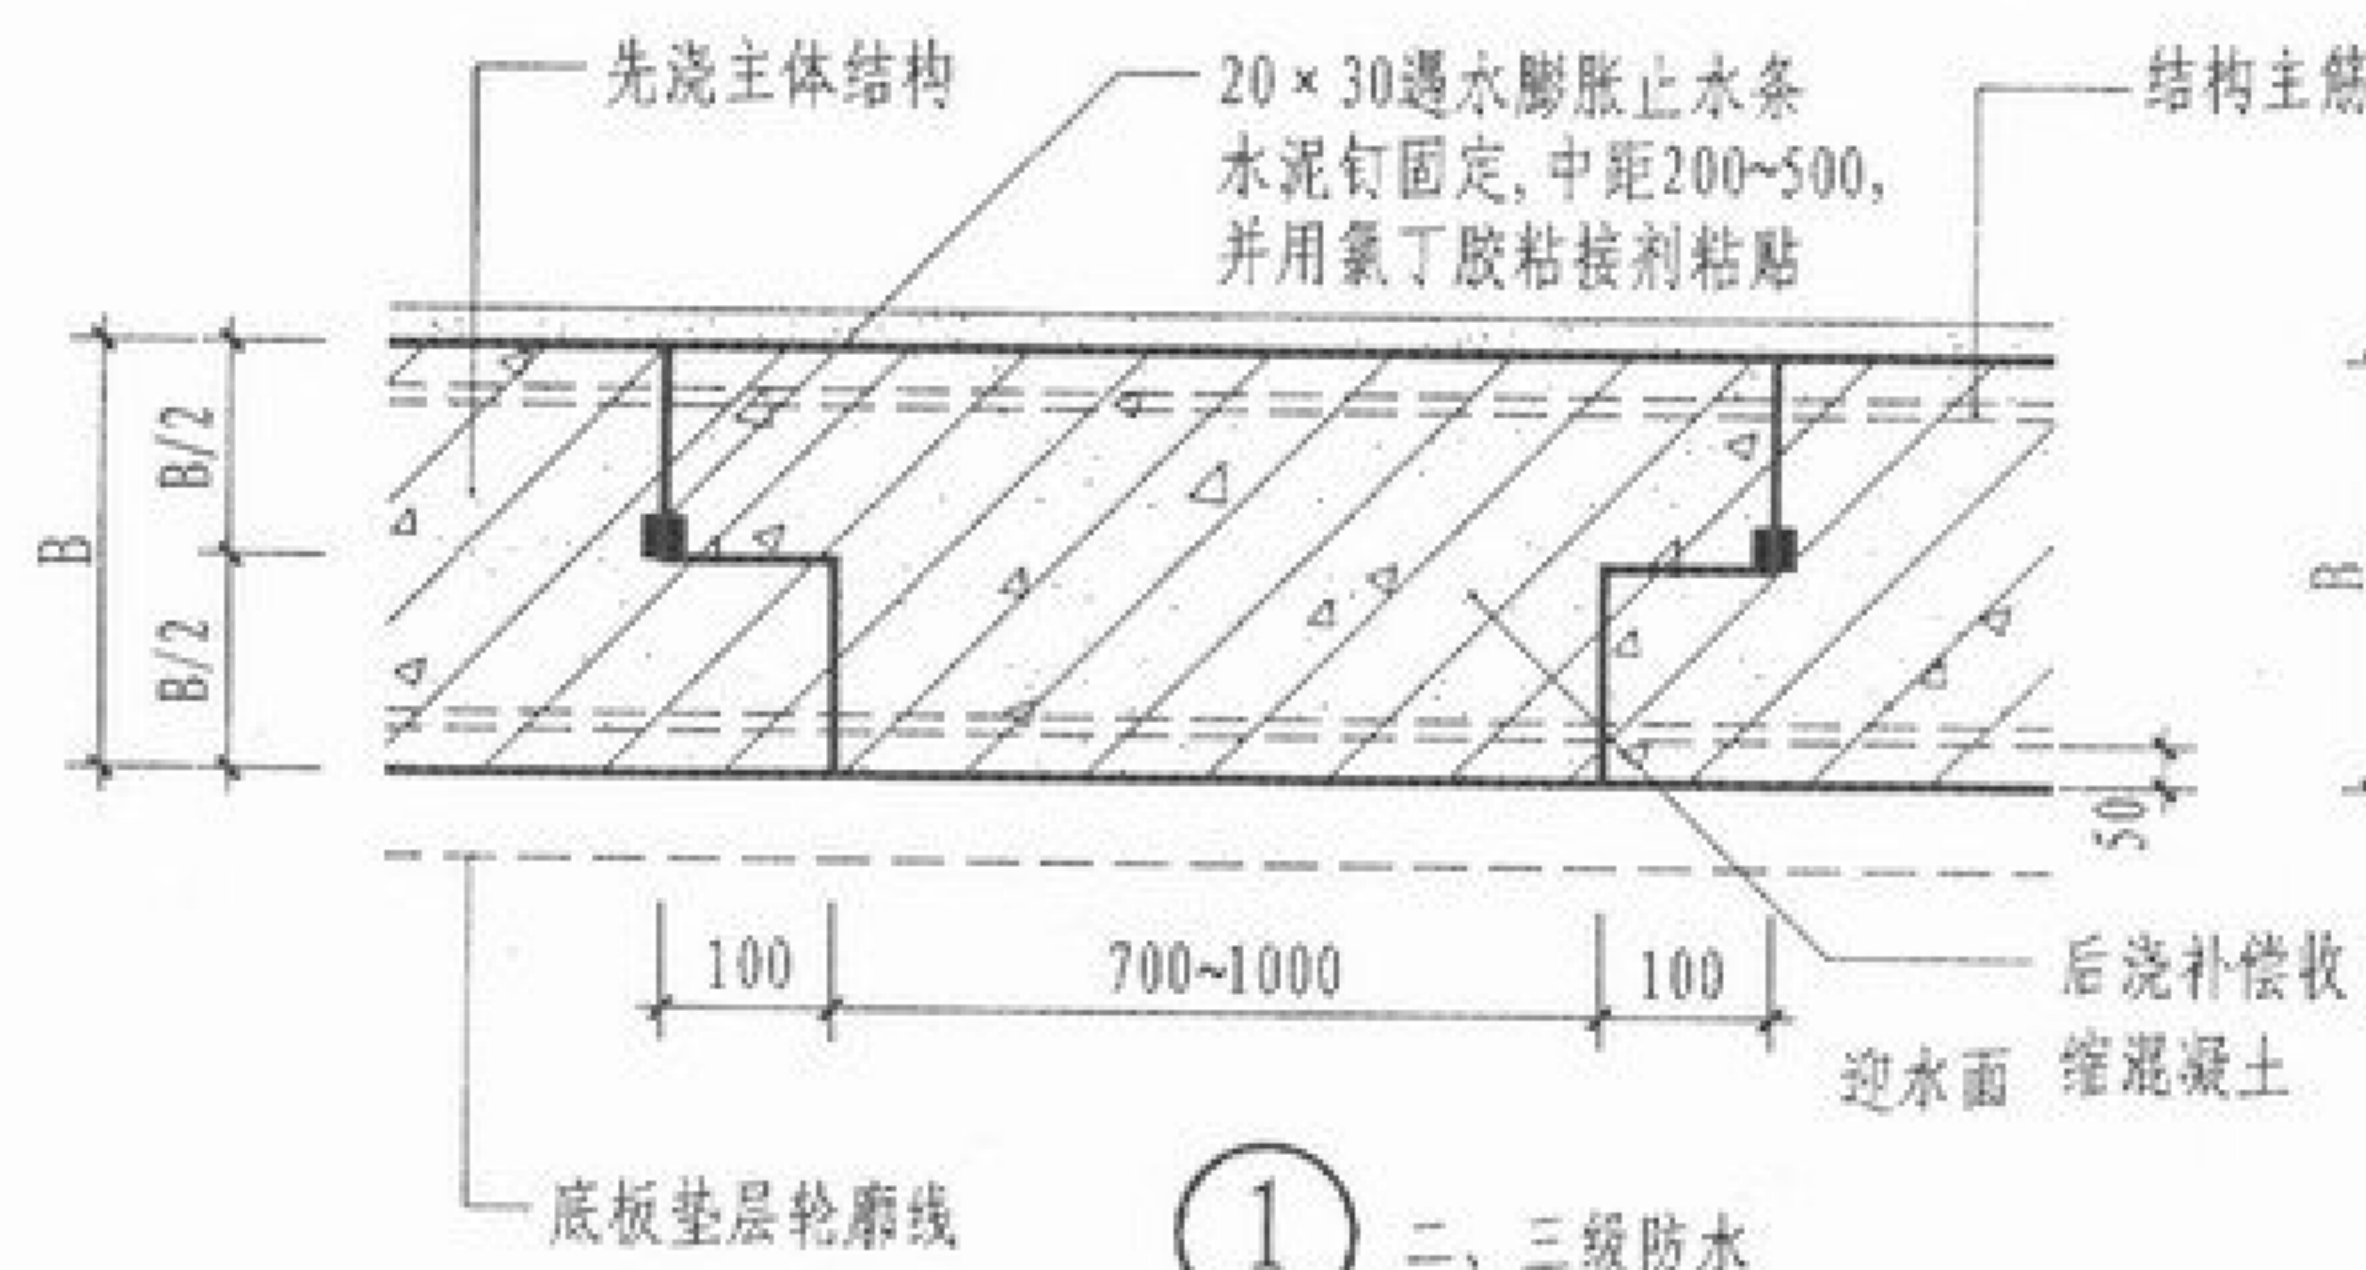 先浇主体结构
20×30遇水膨胀止水条
水泥钉固定,中距200~500,
并用氯丁胶粘接剂粘贴
结构主筋
B
B/2
B/2
B
50
100
700~1000
100
后浇补偿收
缩混凝土
迎水面
底板垫层轮廓线
1
二、三级防水